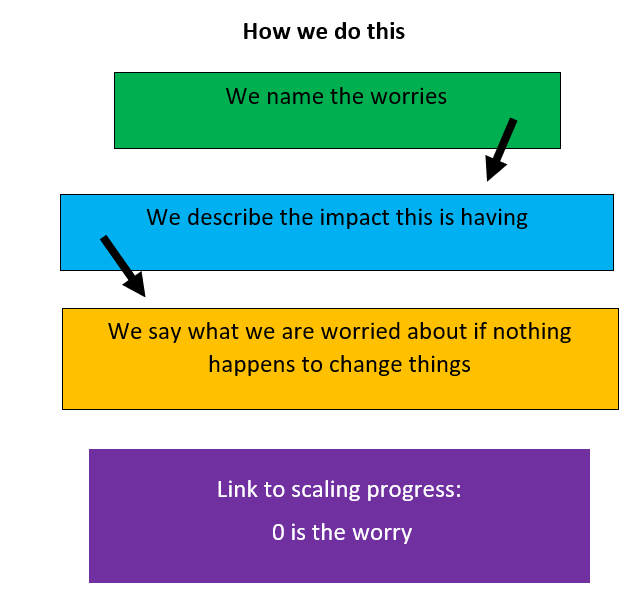 How we do this
We name the worries
We describe the impact this is having
We say what we are worried about if nothing
happens to change things
Link to scaling progress:
0 is the worry